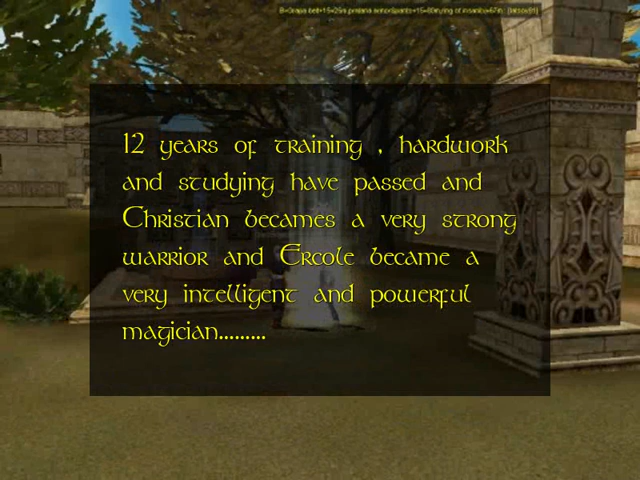 12 years of training , hardwork
and studying have passed and
Christian becames a very strong
warrior and Ercole became a
very intelligent and powerful
magician.........